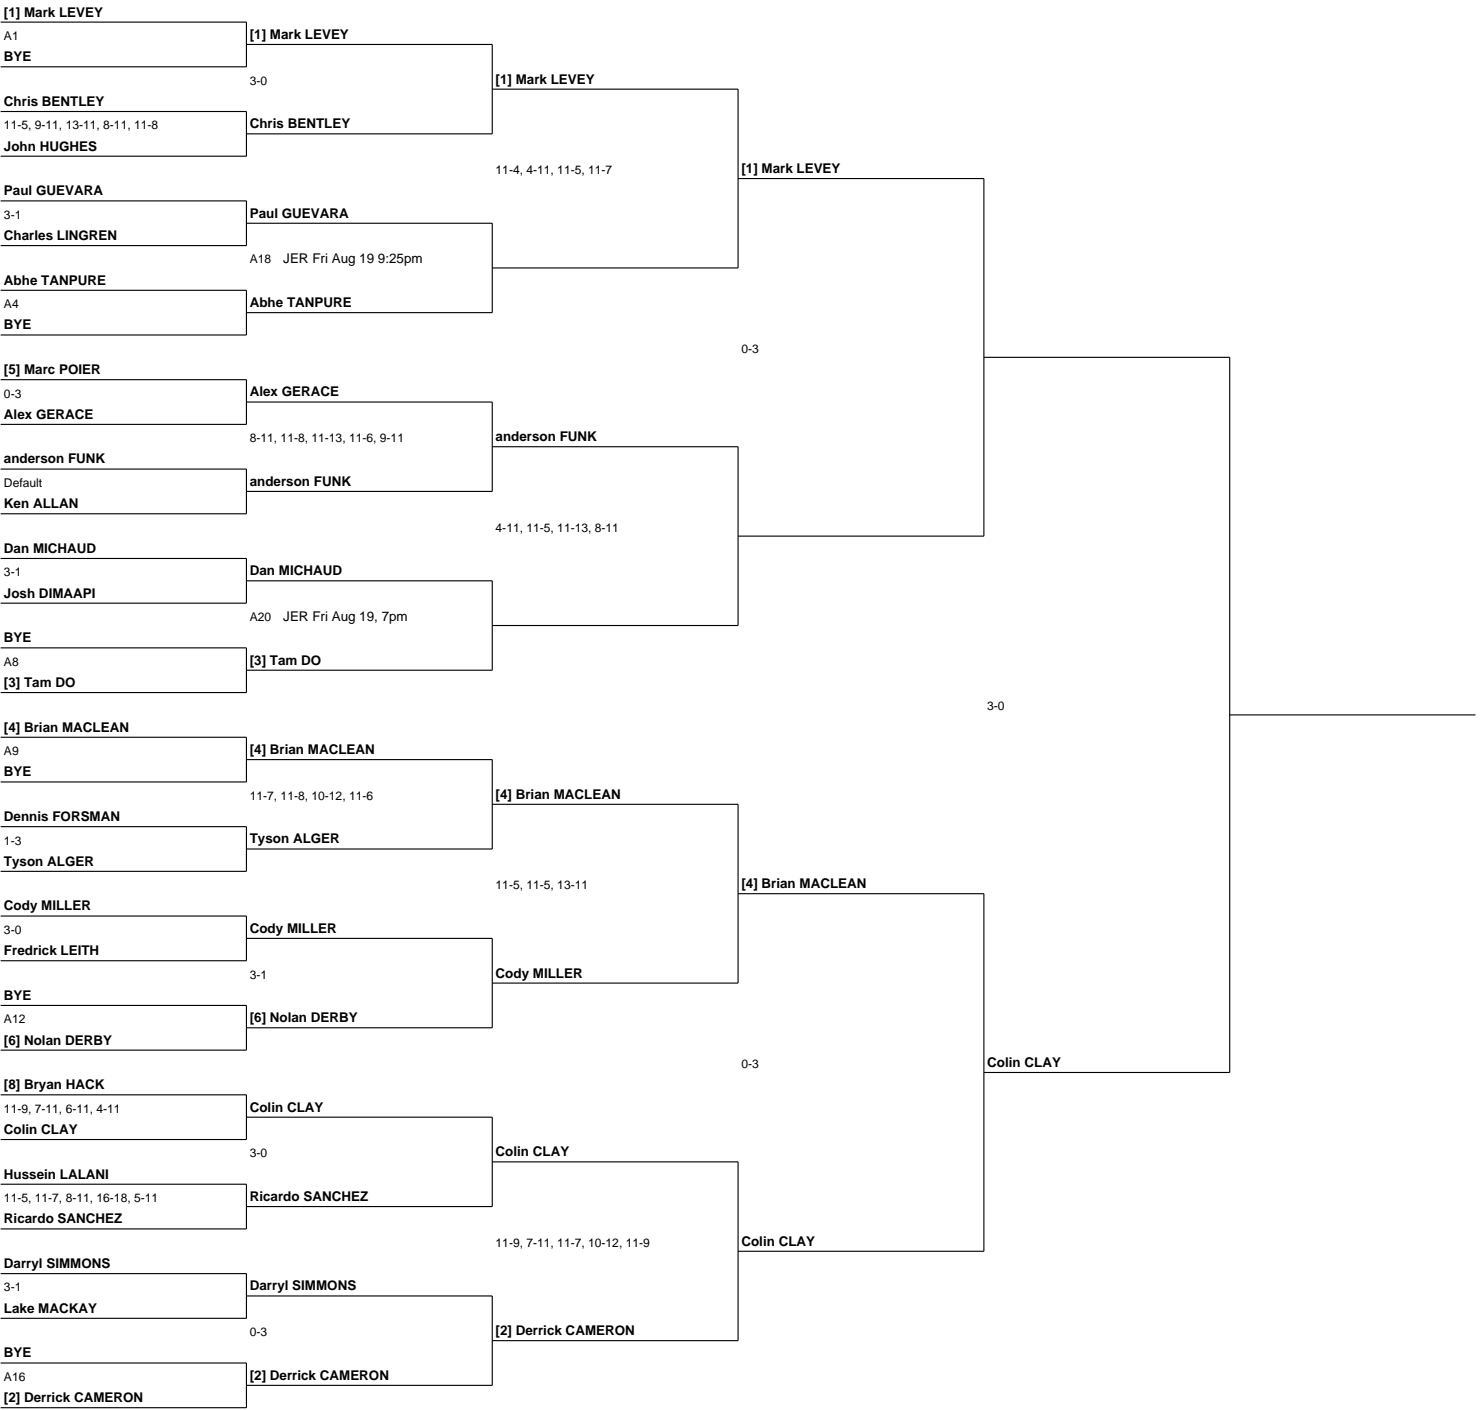 [1] Mark LEVEY
A1
BYE
Chris BENTLEY
11-5, 9-11, 13-11, 8-11, 11-8
John HUGHES
Paul GUEVARA
3-1
Charles LINGREN
Abhe TANPURE
A4
BYE
[5] Marc POIER
0-3
Alex GERACE
anderson FUNK
Default
Ken ALLAN
Dan MICHAUD
3-1
Josh DIMAAPI
BYE
A8
[3] Tam DO
[4] Brian MACLEAN
A9
BYE
Dennis FORSMAN
1-3
Tyson ALGER
Cody MILLER
3-0
Fredrick LEITH
BYE
A12
[6] Nolan DERBY
[8] Bryan HACK
11-9, 7-11, 6-11, 4-11
Colin CLAY
Hussein LALANI
11-5, 11-7, 8-11, 16-18, 5-11
Ricardo SANCHEZ
Darryl SIMMONS
3-1
Lake MACKAY
BYE
A16
[2] Derrick CAMERON
[1] Mark LEVEY
3-0
Chris BENTLEY
Paul GUEVARA
A18 JER Fri Aug 19 9:25pm
Abhe TANPURE
Alex GERACE
8-11, 11-8, 11-13, 11-6, 9-11
anderson FUNK
Dan MICHAUD
A20 JER Fri Aug 19, 7pm
[3] Tam DO
[4] Brian MACLEAN
11-7, 11-8, 10-12, 11-6
Tyson ALGER
Cody MILLER
3-1
[6] Nolan DERBY
Colin CLAY
3-0
Ricardo SANCHEZ
Darryl SIMMONS
0-3
[2] Derrick CAMERON
[1] Mark LEVEY
11-4, 4-11, 11-5, 11-7
anderson FUNK
4-11, 11-5, 11-13, 8-11
[4] Brian MACLEAN
11-5, 11-5, 13-11
Cody MILLER
Colin CLAY
11-9, 7-11, 11-7, 10-12, 11-9
[2] Derrick CAMERON
[1] Mark LEVEY
0-3
[4] Brian MACLEAN
0-3
Colin CLAY
3-0
Colin CLAY